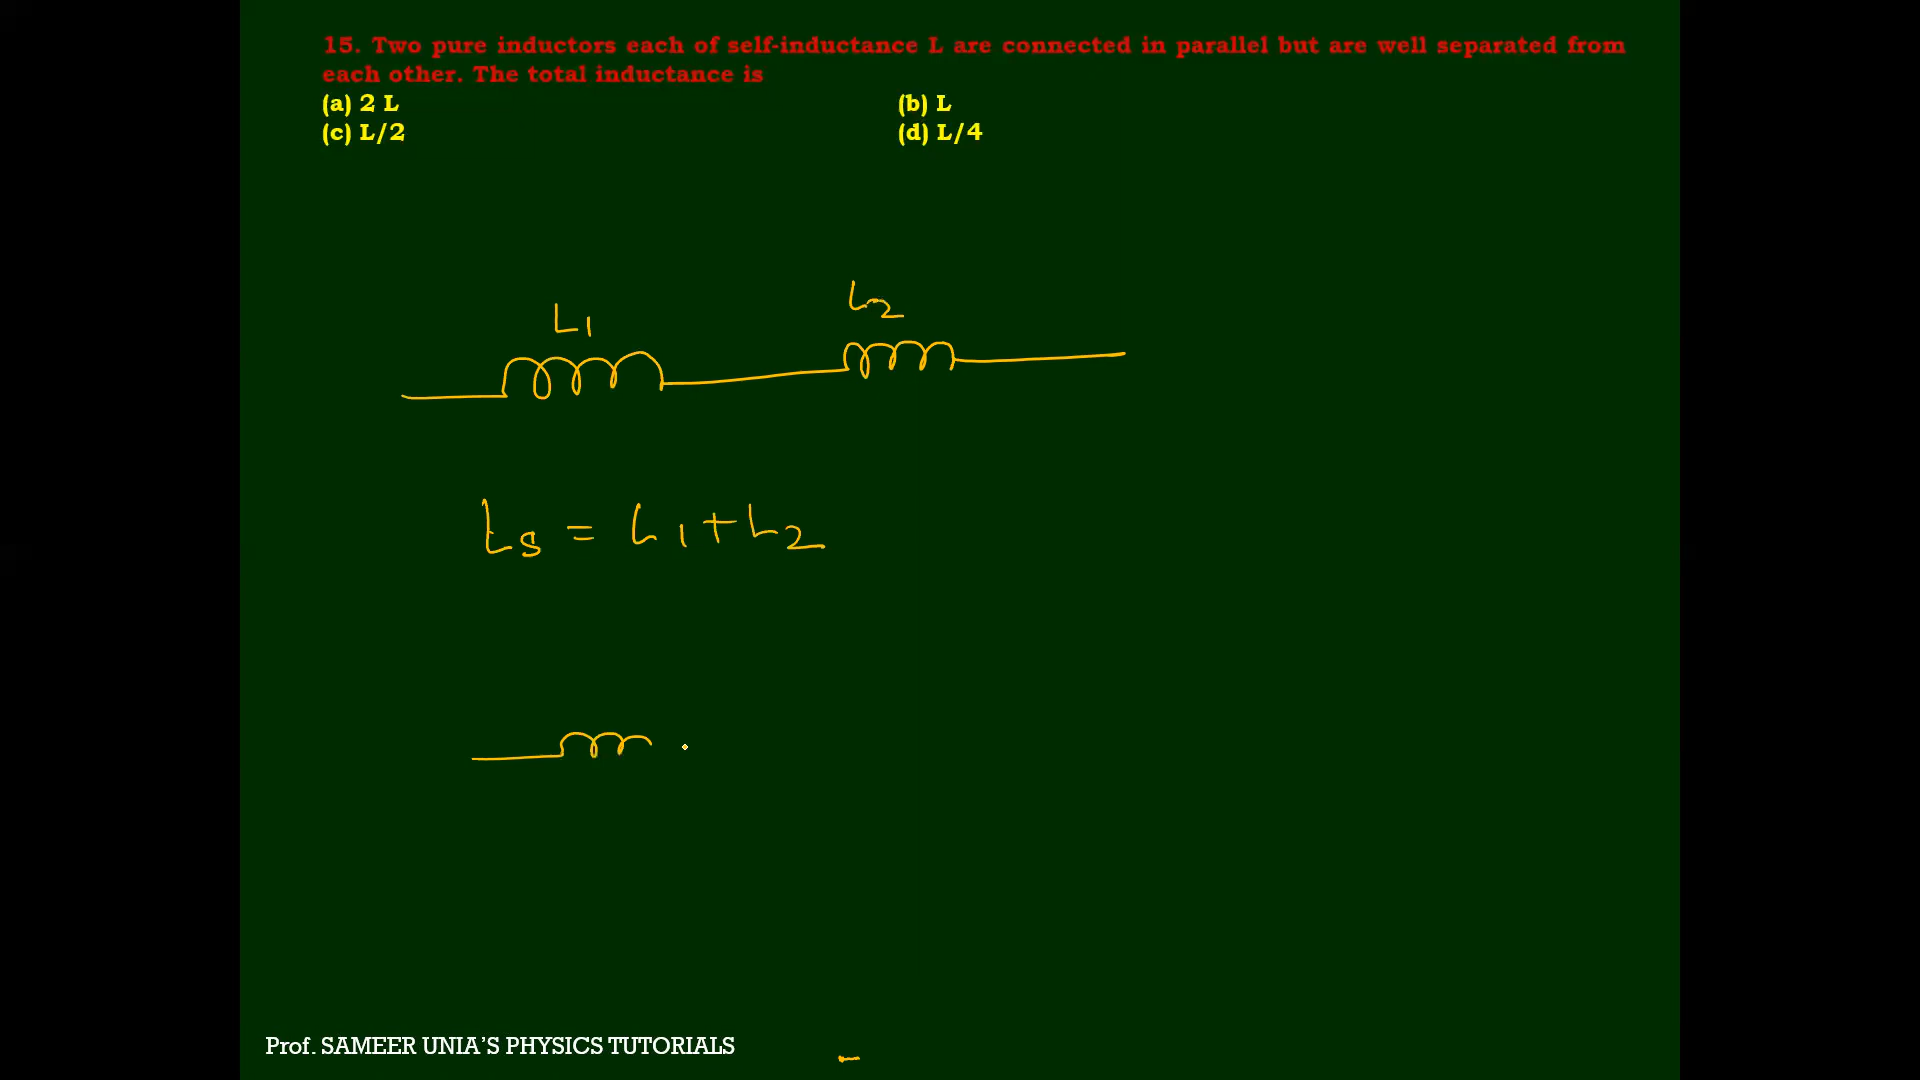 15. Two pure inductors each of self-inductance L are connected in parallel but are well separated from
each other. The total inductance is
(a) 2 L (b) L
(c) L/2 (d) L/4
L1 L2
Ls = L1+L2
Prof. SAMEER UNIA’S PHYSICS TUTORIALS